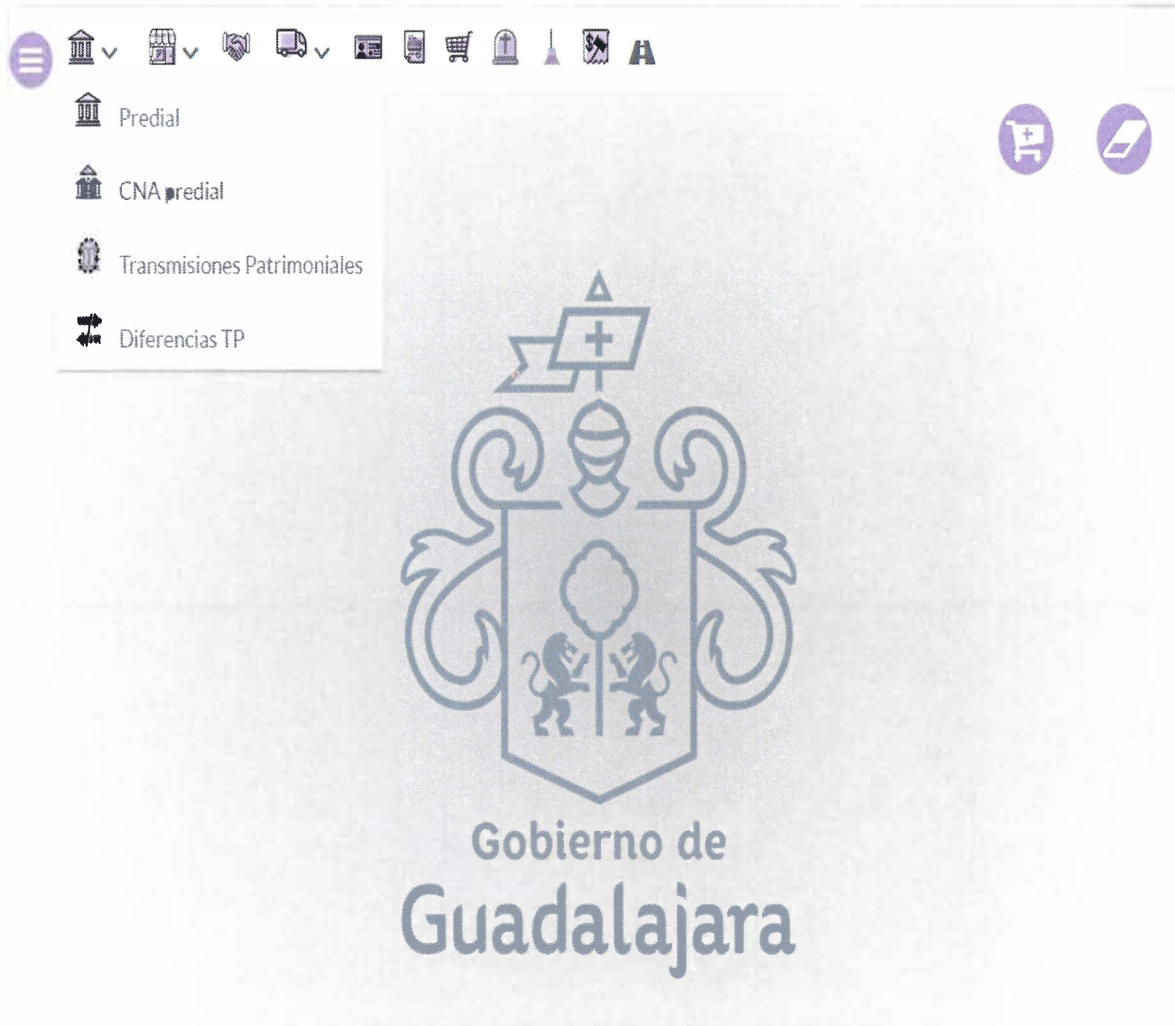 Predial
CNA predial
Transmisiones Patrimoniales
Diferencias TP
Gobierno de
Guadalajara